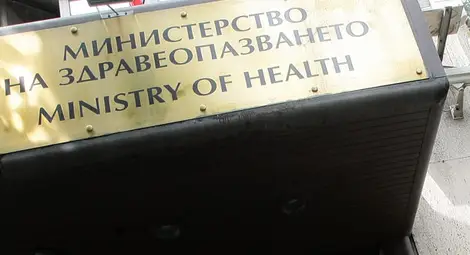 МИНИСТЕРСТВО
НА ЗДРАВЕОПАЗВАНЕТО
MINISTRY OF HEALTH